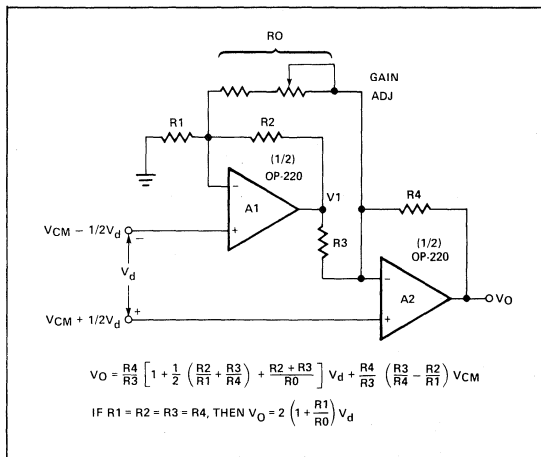 RO
GAIN
ADJ
R1
R2
(1/2)
OP-220
V1
R4
A1
R3
(1/2)
OP-220
VCM − 1/2Vd
−
+
−
Vd
A2
VO
+
+
VCM + 1/2Vd
VO = R4/R3 [1 + 1/2 (R2/R1 + R3/R4) + R2 + R3/R0] Vd + R4/R3 (R3/R4 − R2/R1) VCM
IF R1 = R2 = R3 = R4, THEN VO = 2 (1 + R1/R0) Vd